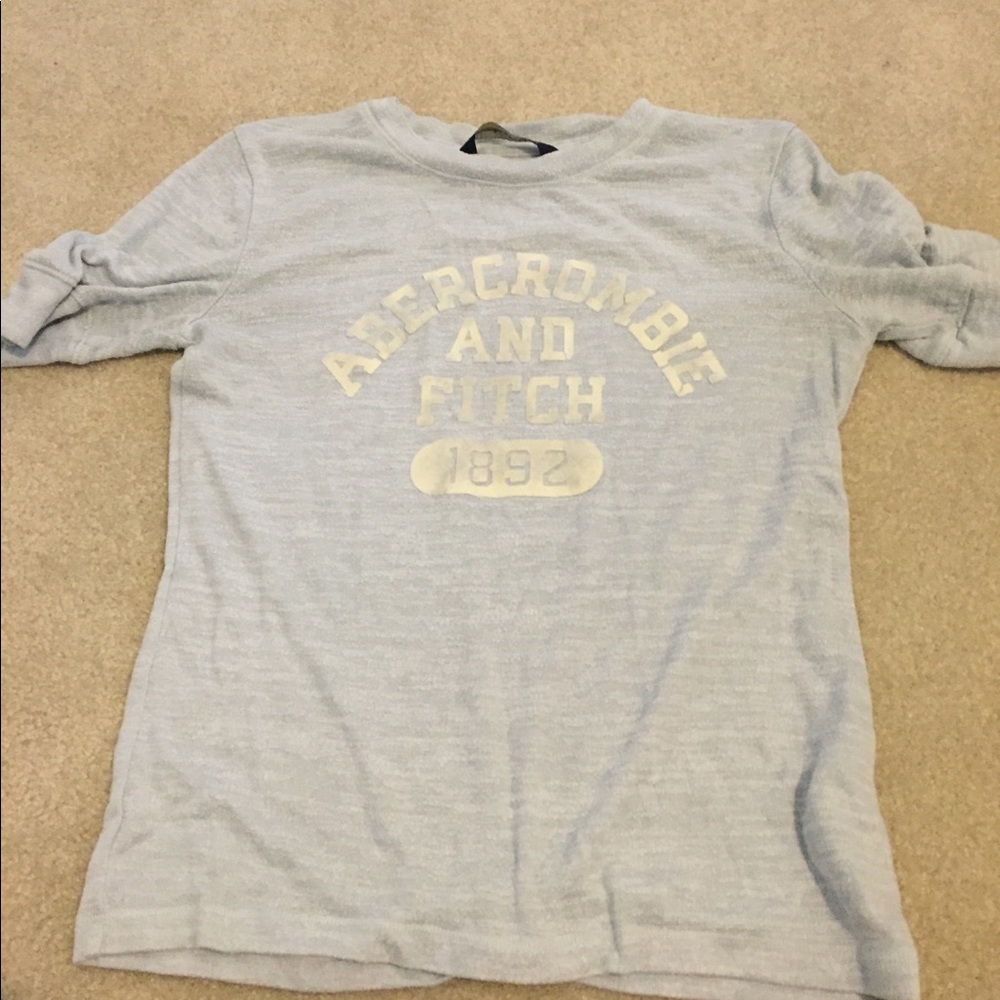 ABERCROMBIE
AND
FITCH
1892